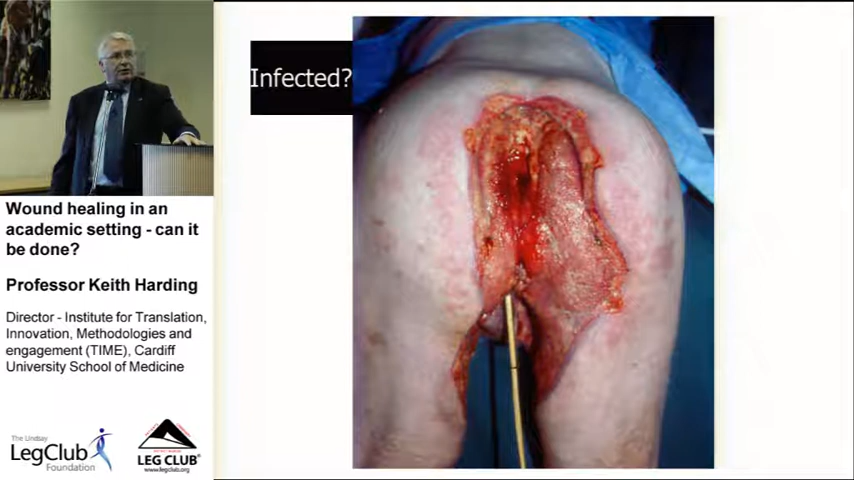 Infected?
Wound healing in an
academic setting - can it
be done?
Professor Keith Harding
Director - Institute for Translation,
Innovation, Methodologies and
engagement (TIME), Cardiff
University School of Medicine
The Lindsay
LegClub
Foundation
LEG CLUB®
www.legclub.org